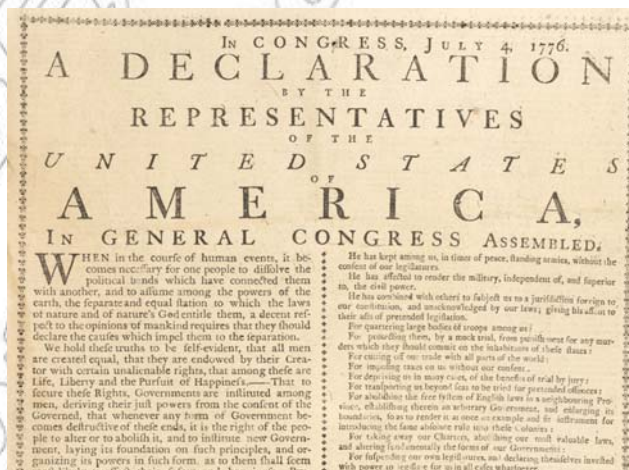 In CONGRESS, July 4, 1776.
A DECLARATION
BY THE
REPRESENTATIVES
OF THE
UNITED STATES
OF
AMERICA,
In GENERAL CONGRESS Assembled.
WHEN in the courſe of human events, it be-
comes neceſſary for one people to diſſolve the
political bands which have connected them
with another, and to aſſume among the powers of the
earth, the ſeparate and equal ſtation to which the laws
of nature and of nature's God entitle them, a decent reſ-
pect to the opinions of mankind requires that they ſhould
declare the cauſes which impel them to the ſeparation.
We hold theſe truths to be ſelf-evident, that all men
are created equal, that they are endowed by their Crea-
tor with certain unalienable rights, that among theſe are
Life, Liberty and the Purſuit of Happineſs.——That to
ſecure theſe Rights, Governments are inſtituted among
men, deriving their juſt powers from the conſent of the
Governed, that whenever any form of Government be-
comes deſtructive of theſe ends, it is the right of the peo-
ple to alter or to aboliſh it, and to inſtitute new Govern-
ment, laying its foundation on ſuch principles, and or-
ganizing its powers in ſuch form, as to them ſhall ſeem
He has kept among us, in times of peace, ſtanding armies, without the
conſent of our legiſlatures.
He has affected to render the military, independent of, and ſuperior
to, the civil power.
He has combined with others to ſubject us to a juriſdiction foreign to
our conſtitution, and unacknowledged by our laws; giving his aſſent to
their acts of pretended legiſlation.
For quartering large bodies of troops among us:
For protecting them, by a mock trial, from puniſhment for any mur-
ders which they ſhould commit on the inhabitants of theſe ſtates:
For cutting off our trade with all parts of the world:
For impoſing taxes on us without our conſent.
For depriving us in many caſes, of the benefits of trial by jury:
For tranſporting us beyond ſeas to be tried for pretended offences:
For aboliſhing the free ſyſtem of Engliſh laws in a neighbouring Pro-
vince, eſtabliſhing therein an arbitrary Government, and enlarging its
boundaries, ſo as to render it at once an example and fit inſtrument for
introducing the ſame abſolute rule into theſe Colonies:
For taking away our Charters, aboliſhing our moſt valuable laws,
and altering fundamentally the forms of our Governments:
For ſuſpending our own legiſlatures, and declaring themſelves inveſted
with power to legiſlate for us in all caſes whatſoever.